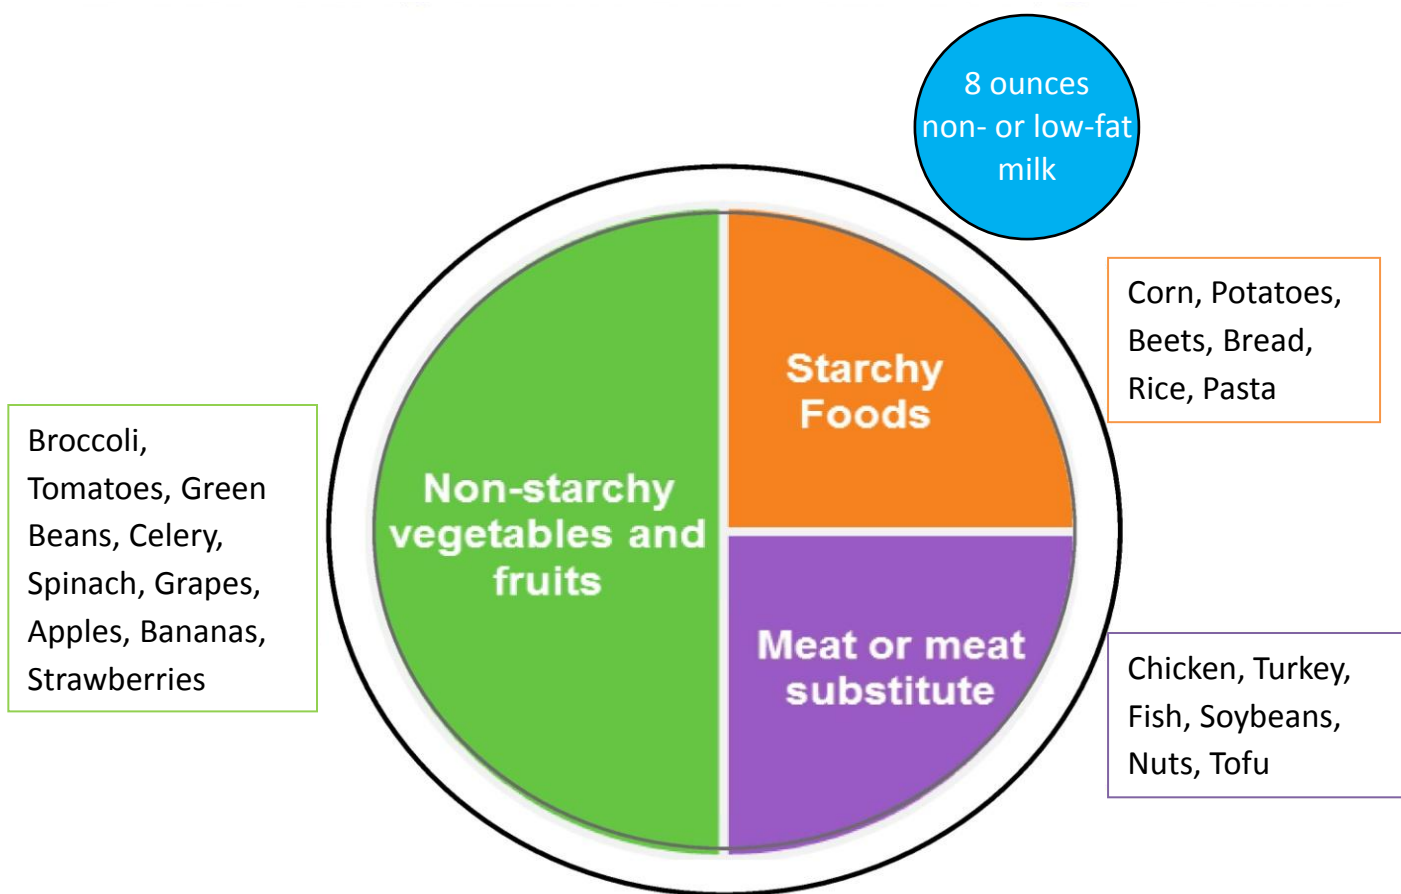 8 ounces
non- or low-fat
milk
Starchy
Foods
Corn, Potatoes,
Beets, Bread,
Rice, Pasta
Non-starchy
vegetables and
fruits
Broccoli,
Tomatoes, Green
Beans, Celery,
Spinach, Grapes,
Apples, Bananas,
Strawberries
Meat or meat
substitute
Chicken, Turkey,
Fish, Soybeans,
Nuts, Tofu